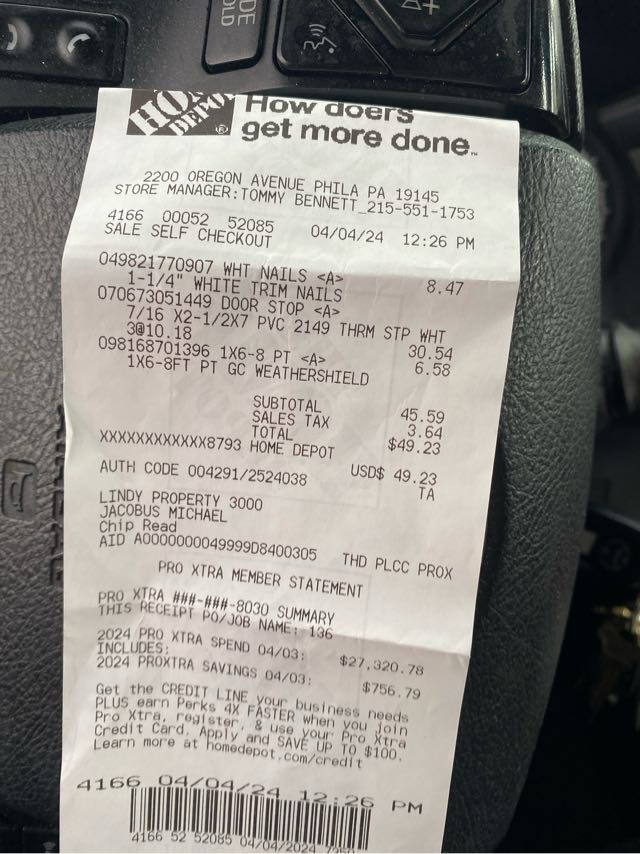 How doers
get more done.™
2200 OREGON AVENUE PHILA PA 19145
STORE MANAGER:TOMMY BENNETT 215-551-1753
4166 00052 52085 04/04/24 12:26 PM
SALE SELF CHECKOUT
049821770907 WHT NAILS <A> 8.47
1-1/4" WHITE TRIM NAILS
070673051449 DOOR STOP <A>
7/16 X2-1/2X7 PVC 2149 THRM STP WHT
3@10.18 30.54
098168701396 1X6-8 PT <A> 6.58
1X6-8FT PT GC WEATHERSHIELD
SUBTOTAL 45.59
SALES TAX 3.64
TOTAL $49.23
XXXXXXXXXXXX8793 HOME DEPOT
USD$ 49.23
AUTH CODE 004291/2524038 TA
LINDY PROPERTY 3000
JACOBUS MICHAEL
Chip Read
AID A0000000049999D8400305 THD PLCC PROX
PRO XTRA MEMBER STATEMENT
PRO XTRA ###-###-8030 SUMMARY
THIS RECEIPT PO/JOB NAME: 136
2024 PRO XTRA SPEND 04/03: $27,320.78
INCLUDES:
2024 PROXTRA SAVINGS 04/03: $756.79
Get the CREDIT LINE your business needs
PLUS earn Perks 4X FASTER when you join
Pro Xtra, register, & use your Pro Xtra
Credit Card. Apply and SAVE UP TO $100.
Learn more at homedepot.com/credit
4166 04/04/24 12:26 PM
4166 52 52085 04/04/2024